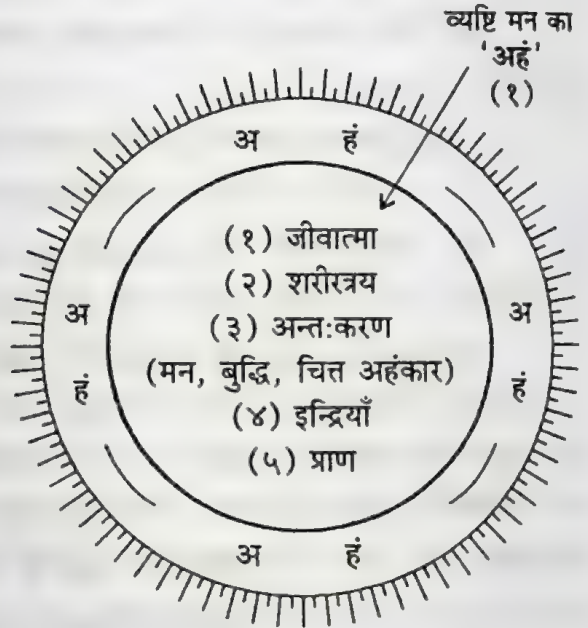 व्यष्टि मन का
'अहं'
(१)
अ हं
(१) जीवात्मा
(२) शरीरत्रय
(३) अन्तःकरण
(मन, बुद्धि, चित्त अहंकार)
(४) इन्द्रियाँ
(५) प्राण
अ
हं
अ
हं
अ हं